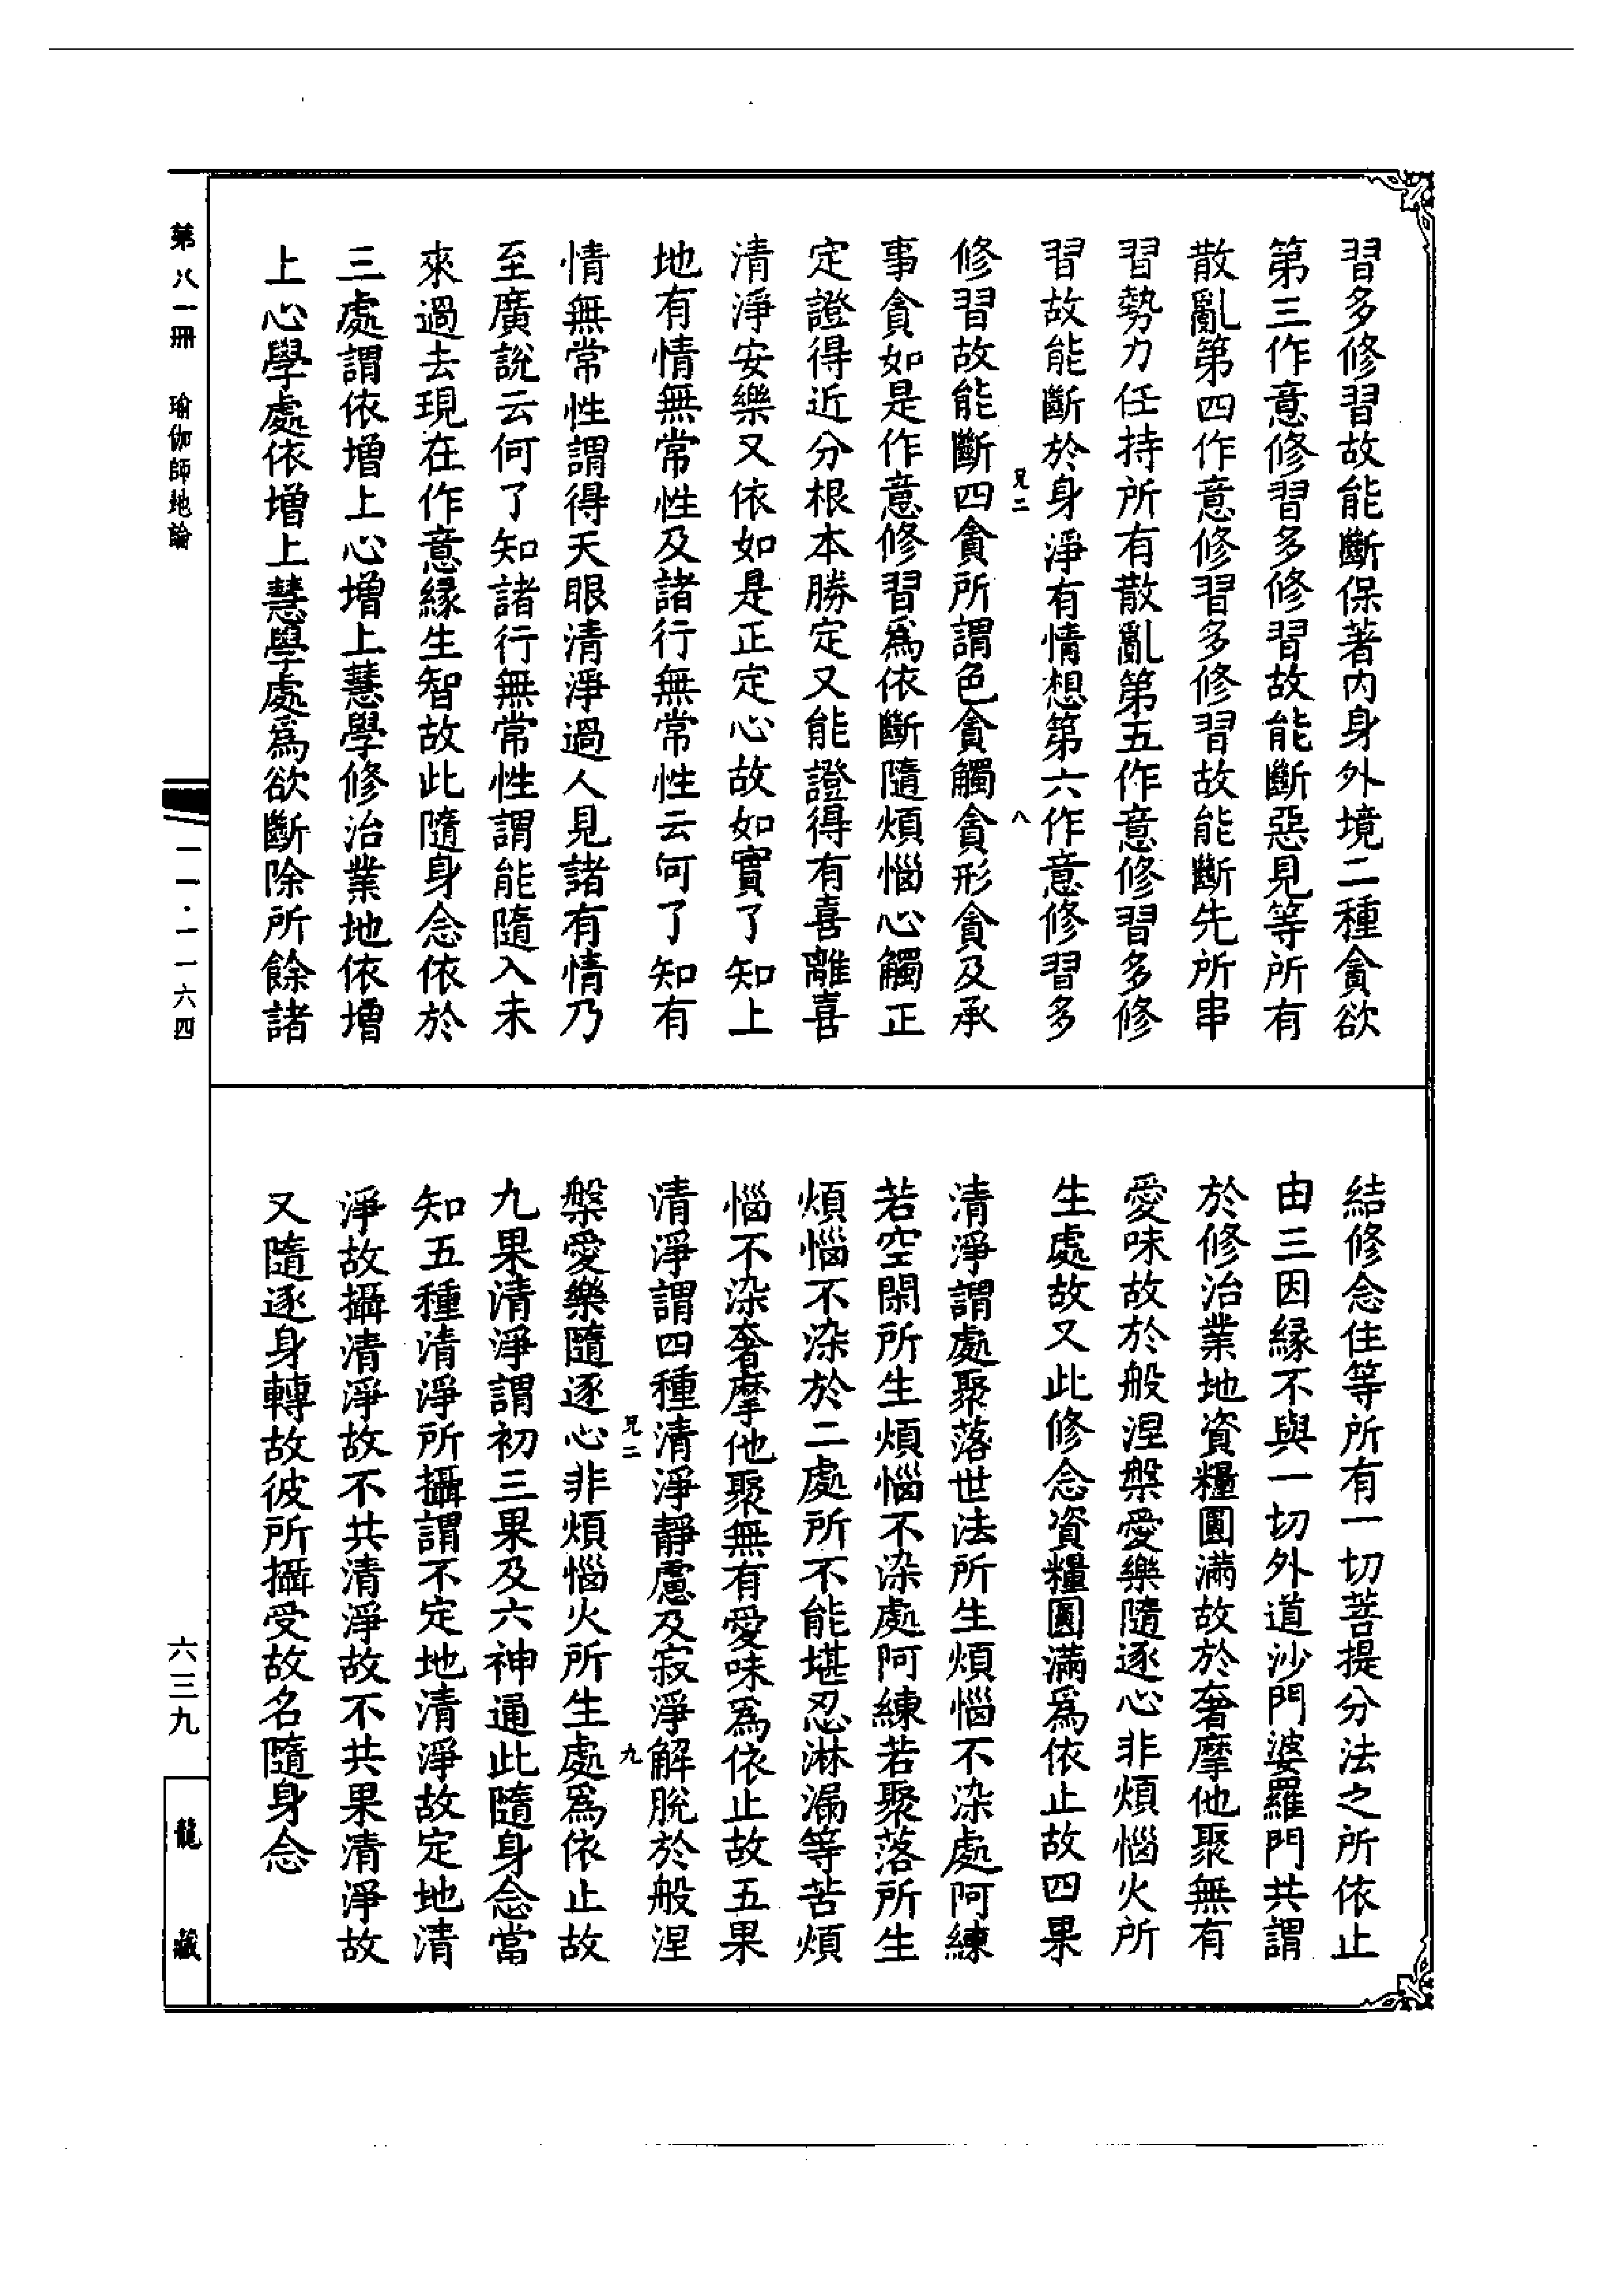 習多修習故能斷保著內身外境二種貪欲
第三作意修習多修習故能斷惡見等所有
散亂第四作意修習多修習故能斷先所串
習勢力任持所有散亂第五作意修習多修
習故能斷於身淨有情想第六作意修習多
兄二 八
修習故能斷四貪所謂色貪觸貪形貪及承
事貪如是作意修習爲依斷隨煩惱心觸正
定證得近分根本勝定又能證得有喜離喜
清淨安樂又依如是正定心故如實了知上
地有情無常性及諸行無常性云何了知有
情無常性謂得天眼清淨過人見諸有情乃
至廣說云何了知諸行無常性謂能隨入未
來過去現在作意緣生智故此隨身念依於
三處謂依增上心增上慧學修治業地依增
上心學處依增上慧學處爲欲斷除所餘諸
結修念住等所有一切菩提分法之所依止
由三因緣不與一切外道沙門婆羅門共謂
於修治業地資糧圓滿故於奢摩他聚無有
愛味故於般涅槃愛樂隨逐心非煩惱火所
生處故又此修念資糧圓滿爲依止故四果
清淨謂處聚落世法所生煩惱不染處阿練
若空閑所生煩惱不染處阿練若聚落所生
煩惱不染於二處所不能堪忍淋漏等苦煩
惱不染奢摩他聚無有愛味爲依止故五果
清淨謂四種清淨靜慮及寂淨解脫於般涅
兄二 九
槃愛樂隨逐心非煩惱火所生處爲依止故
九果清淨謂初三果及六神通此隨身念當
知五種清淨所攝謂不定地清淨故定地清
淨故攝清淨故不共清淨故不共果清淨故
又隨逐身轉故彼所攝受故名隨身念
第八一冊 瑜伽師地論
一一·一一六四
六三九
龍藏